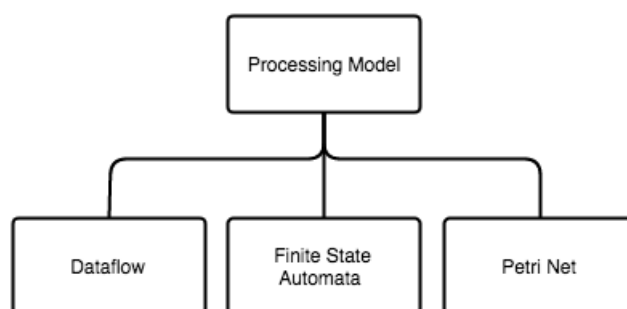 Processing Model
Dataflow
Finite State
Automata
Petri Net